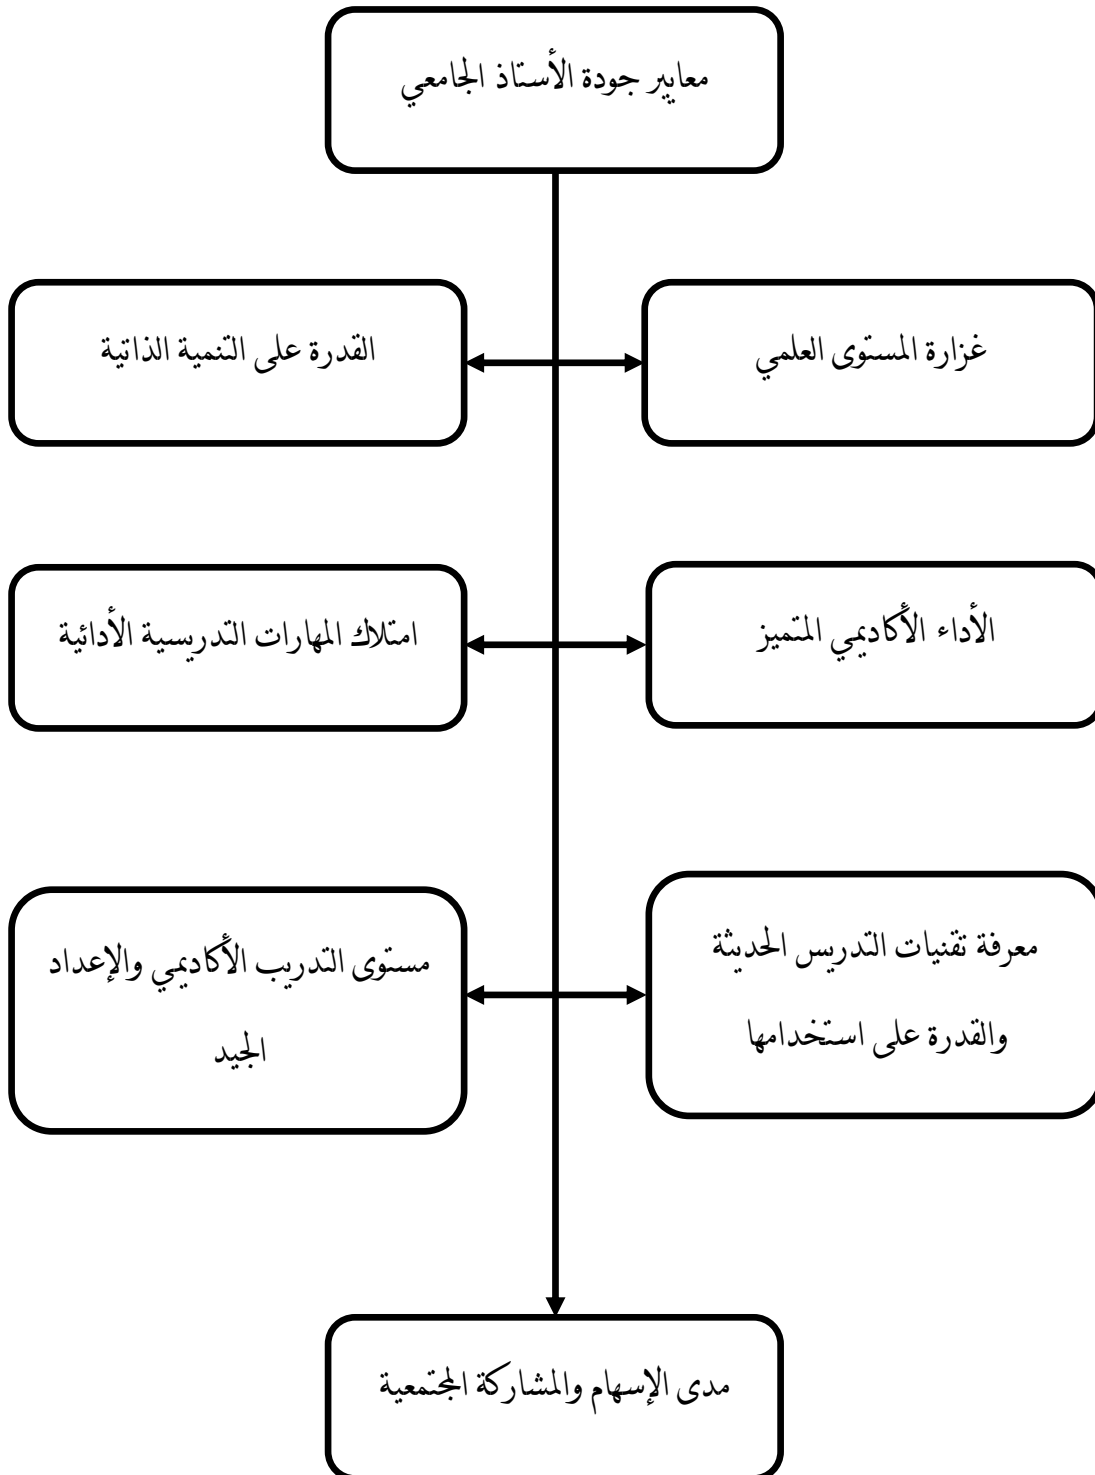 معايير جودة الأستاذ الجامعي
غزارة المستوى العلمي
القدرة على التنمية الذاتية
الأداء الأكاديمي المتميز
امتلاك المهارات التدريسية الأدائية
معرفة تقنيات التدريس الحديثة
والقدرة على استخدامها
مستوى التدريب الأكاديمي والإعداد
الجيد
مدى الإسهام والمشاركة المجتمعية